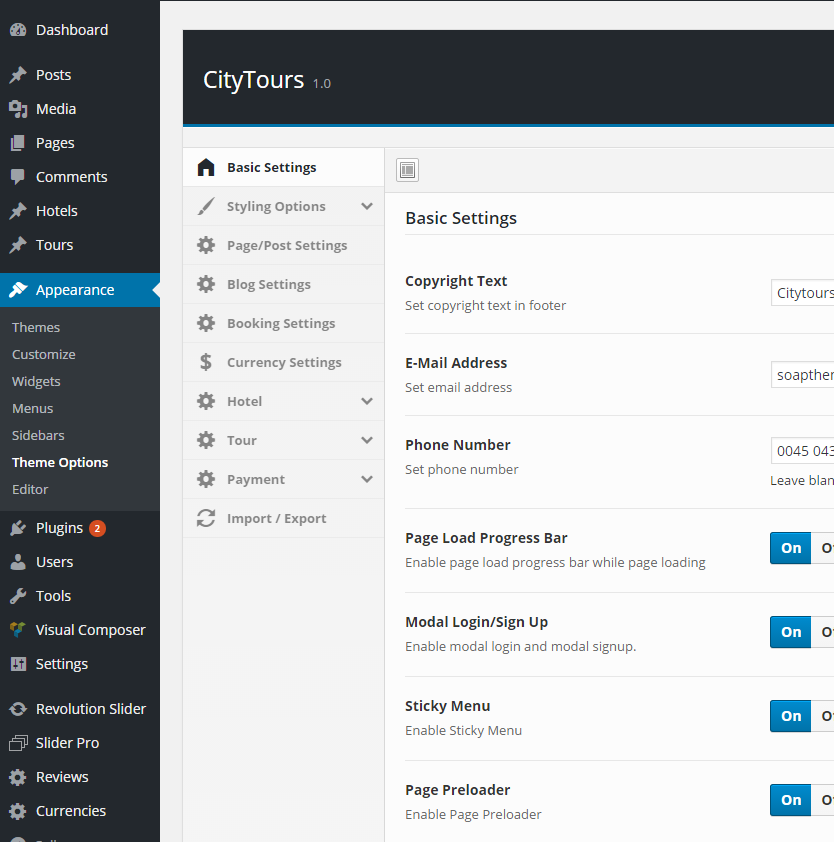 Dashboard
Posts
Media
Pages
Comments
Hotels
Tours
Appearance
Themes
Customize
Widgets
Menus
Sidebars
Theme Options
Editor
Plugins 2
Users
Tools
Visual Composer
Settings
Revolution Slider
Slider Pro
Reviews
Currencies
CityTours 1.0
Basic Settings
Styling Options
Page/Post Settings
Blog Settings
Booking Settings
Currency Settings
Hotel
Tour
Payment
Import / Export
Basic Settings
Copyright Text
Set copyright text in footer
Citytours
E-Mail Address
Set email address
soapther
Phone Number
Set phone number
0045 043
Leave blan
Page Load Progress Bar
Enable page load progress bar while page loading
On
Modal Login/Sign Up
Enable modal login and modal signup.
On
Sticky Menu
Enable Sticky Menu
On
Page Preloader
Enable Page Preloader
On